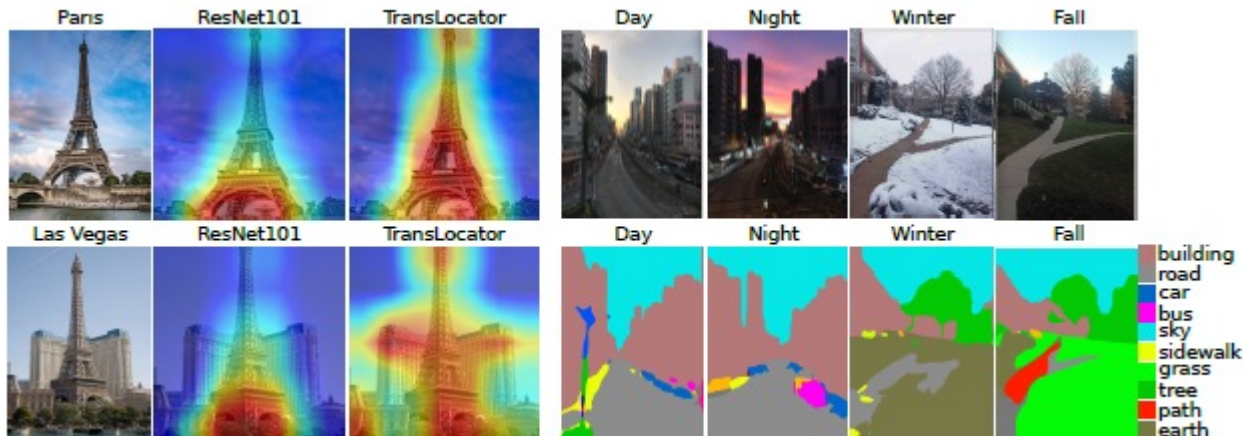 Paris ResNet101 TransLocator Day Night Winter Fall
Las Vegas ResNet101 TransLocator Day Night Winter Fall
building
road
car
bus
sky
sidewalk
grass
tree
path
earth